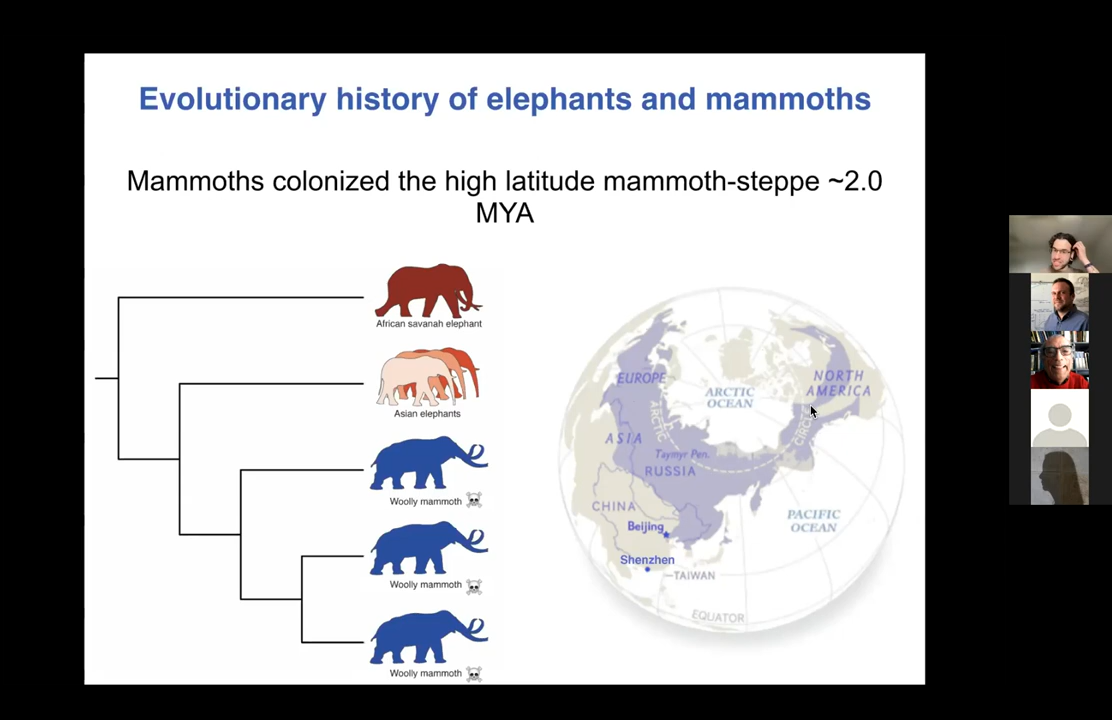 Evolutionary history of elephants and mammoths
Mammoths colonized the high latitude mammoth-steppe ~2.0
MYA
African savanah elephant
Asian elephants
Woolly mammoth
Woolly mammoth
Woolly mammoth
EUROPE
ARCTIC
OCEAN
NORTH
AMERICA
ARCTIC
CIRCLE
ASIA
Taymyr Pen.
RUSSIA
CHINA
Beijing
PACIFIC
OCEAN
Shenzhen
TAIWAN
EQUATOR